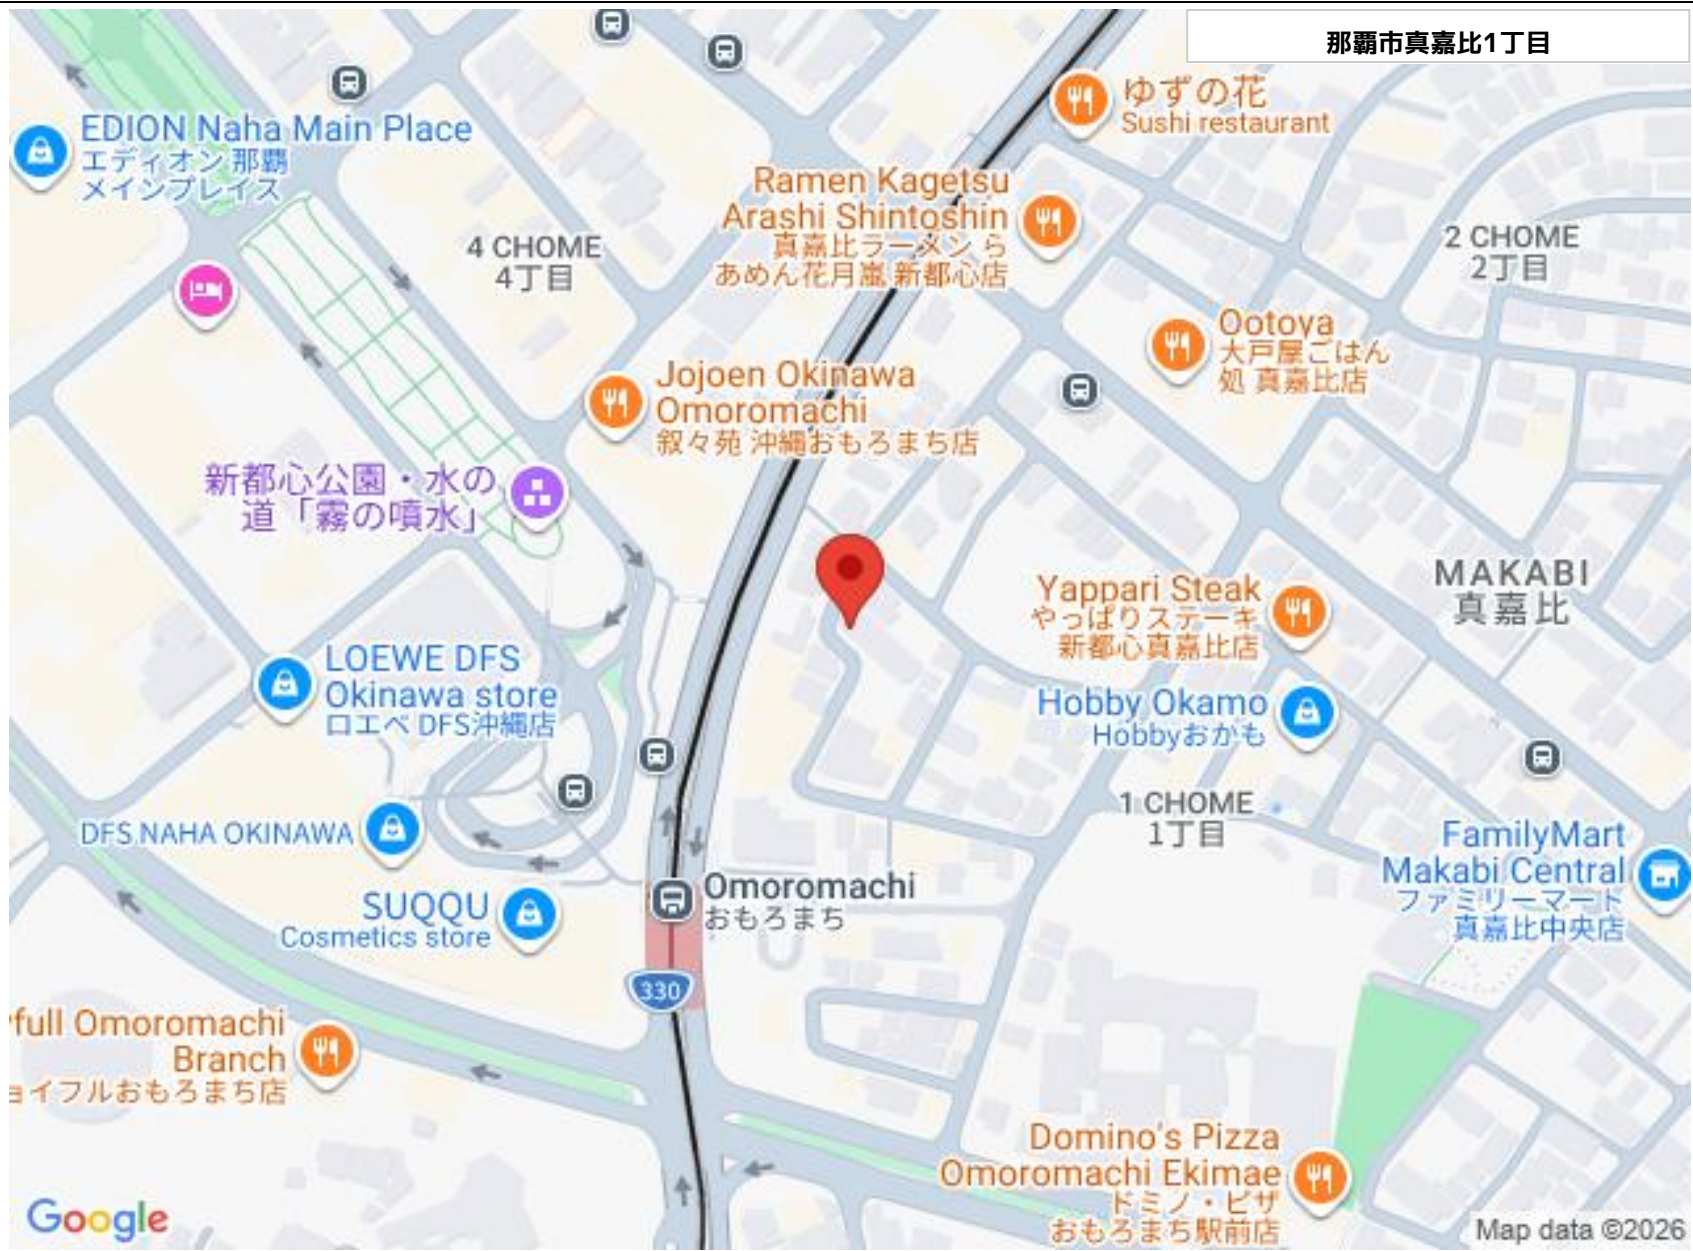 那覇市真嘉比1丁目
ゆずの花
Sushi restaurant
EDION Naha Main Place
エディオン 那覇
メインプレイス
Ramen Kagetsu
Arashi Shintoshin
真嘉比ラーメン ら
あめん花月嵐 新都心店
4 CHOME
4丁目
2 CHOME
2丁目
Ootoya
大戸屋ごはん
処 真嘉比店
Jojoen Okinawa
Omoromachi
叙々苑 沖縄おもろまち店
新都心公園・水の
道「霧の噴水」
Yappari Steak
やっぱりステーキ
新都心真嘉比店
MAKABI
真嘉比
LOEWE DFS
Okinawa store
ロエベ DFS沖縄店
Hobby Okamo
Hobbyおかも
1 CHOME
1丁目
DFS NAHA OKINAWA
FamilyMart
Makabi Central
ファミリーマート
真嘉比中央店
SUQQU
Cosmetics store
Omoromachi
おもろまち
330
full Omoromachi
Branch
ョイフルおもろまち店
Domino's Pizza
Omoromachi Ekimae
ドミノ・ピザ
おもろまち駅前店
Google
Map data ©2026